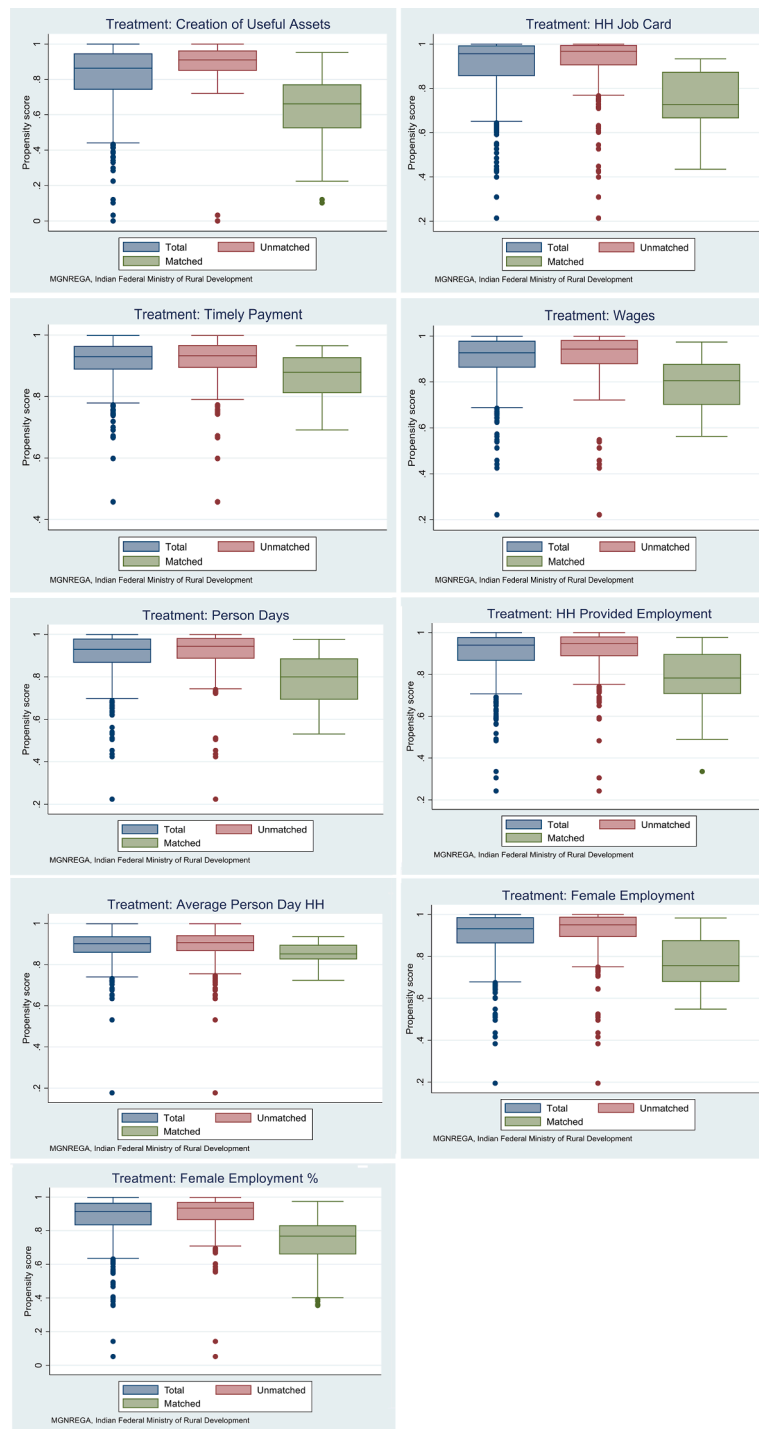 Treatment: Creation of Useful Assets
Propensity score
1
.8
.6
.4
.2
0
Total
Unmatched
Matched
MGNREGA, Indian Federal Ministry of Rural Development
Treatment: HH Job Card
Propensity score
1
.8
.6
.4
.2
Total
Unmatched
Matched
MGNREGA, Indian Federal Ministry of Rural Development
Treatment: Timely Payment
Propensity score
1
.8
.6
.4
Total
Unmatched
Matched
MGNREGA, Indian Federal Ministry of Rural Development
Treatment: Wages
Propensity score
1
.8
.6
.4
.2
Total
Unmatched
Matched
MGNREGA, Indian Federal Ministry of Rural Development
Treatment: Person Days
Propensity score
1
.8
.6
.4
.2
Total
Unmatched
Matched
MGNREGA, Indian Federal Ministry of Rural Development
Treatment: HH Provided Employment
Propensity score
1
.8
.6
.4
.2
Total
Unmatched
Matched
MGNREGA, Indian Federal Ministry of Rural Development
Treatment: Average Person Day HH
Propensity score
1
.8
.6
.4
.2
Total
Unmatched
Matched
MGNREGA, Indian Federal Ministry of Rural Development
Treatment: Female Employment
Propensity score
1
.8
.6
.4
.2
Total
Unmatched
Matched
MGNREGA, Indian Federal Ministry of Rural Development
Treatment: Female Employment %
Propensity score
1
.8
.6
.4
.2
0
Total
Unmatched
Matched
MGNREGA, Indian Federal Ministry of Rural Development